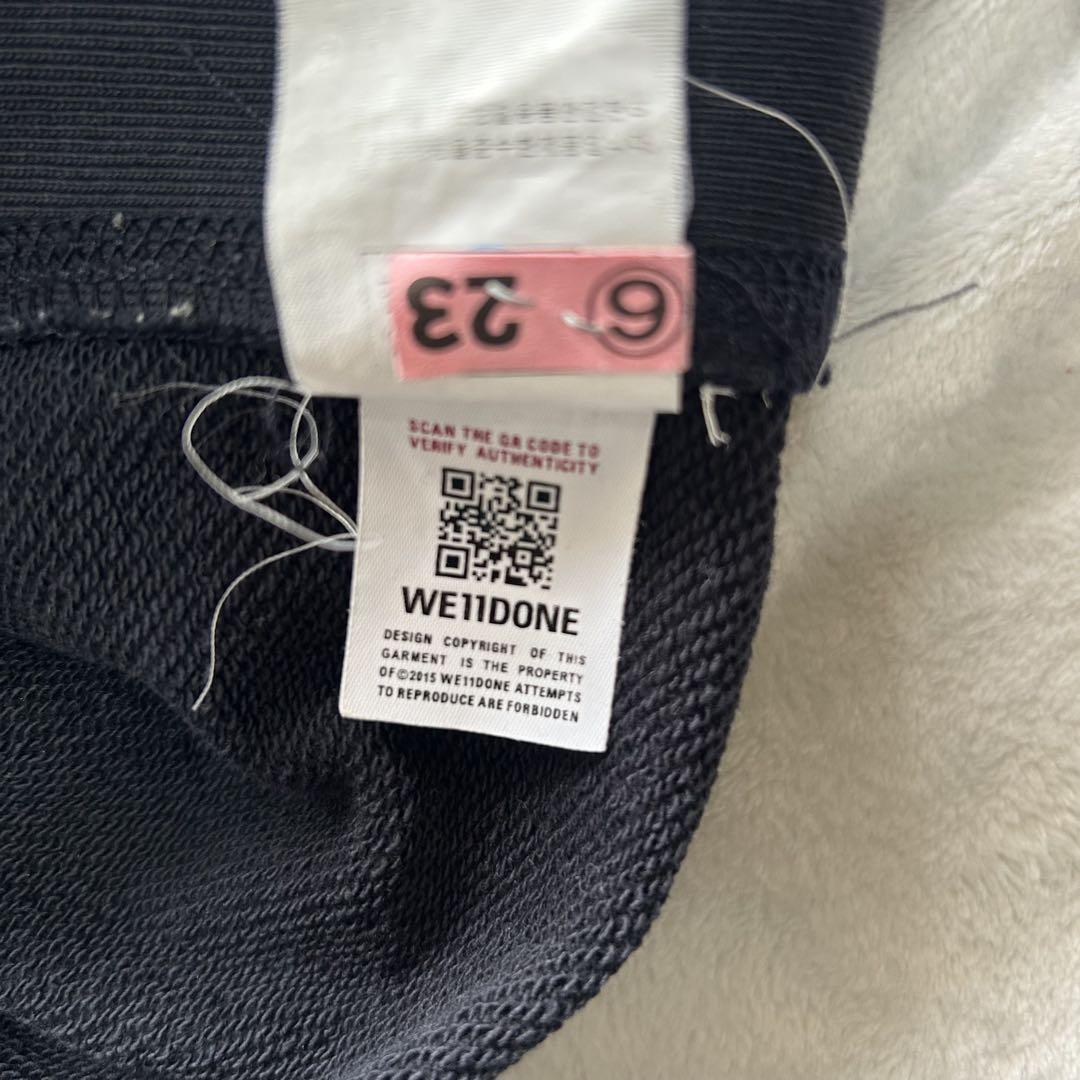 ⑥ 23
SCAN THE QR CODE TO
VERIFY AUTHENTICITY
WE11DONE
DESIGN COPYRIGHT OF THIS
GARMENT IS THE PROPERTY
OF©2015 WE11DONE ATTEMPTS
TO REPRODUCE ARE FORBIDDEN